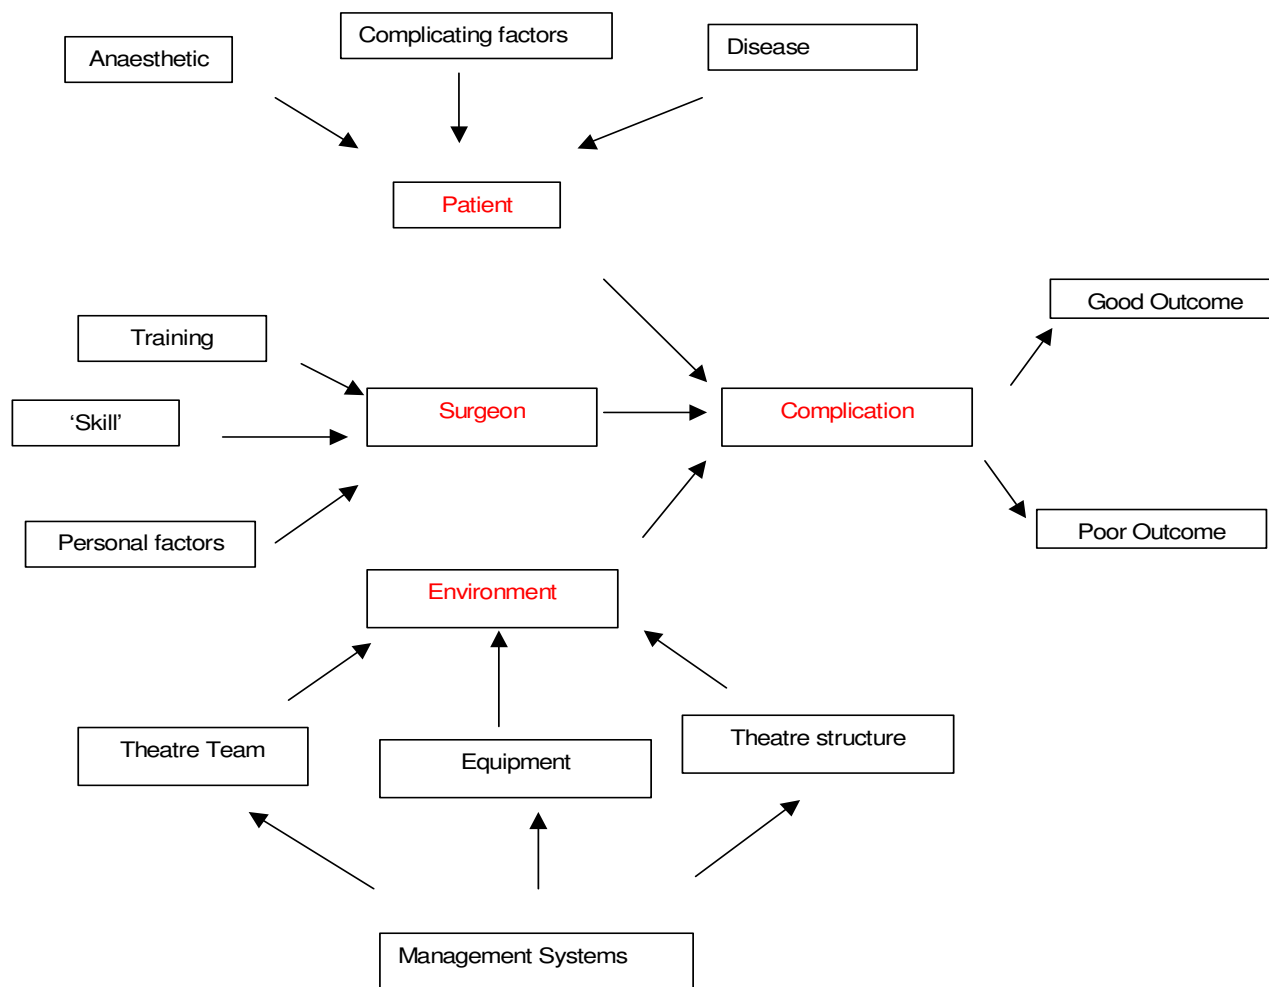 Anaesthetic
Complicating factors
Disease
Patient
Good Outcome
Training
'Skill'
Surgeon
Complication
Personal factors
Poor Outcome
Environment
Theatre Team
Equipment
Theatre structure
Management Systems